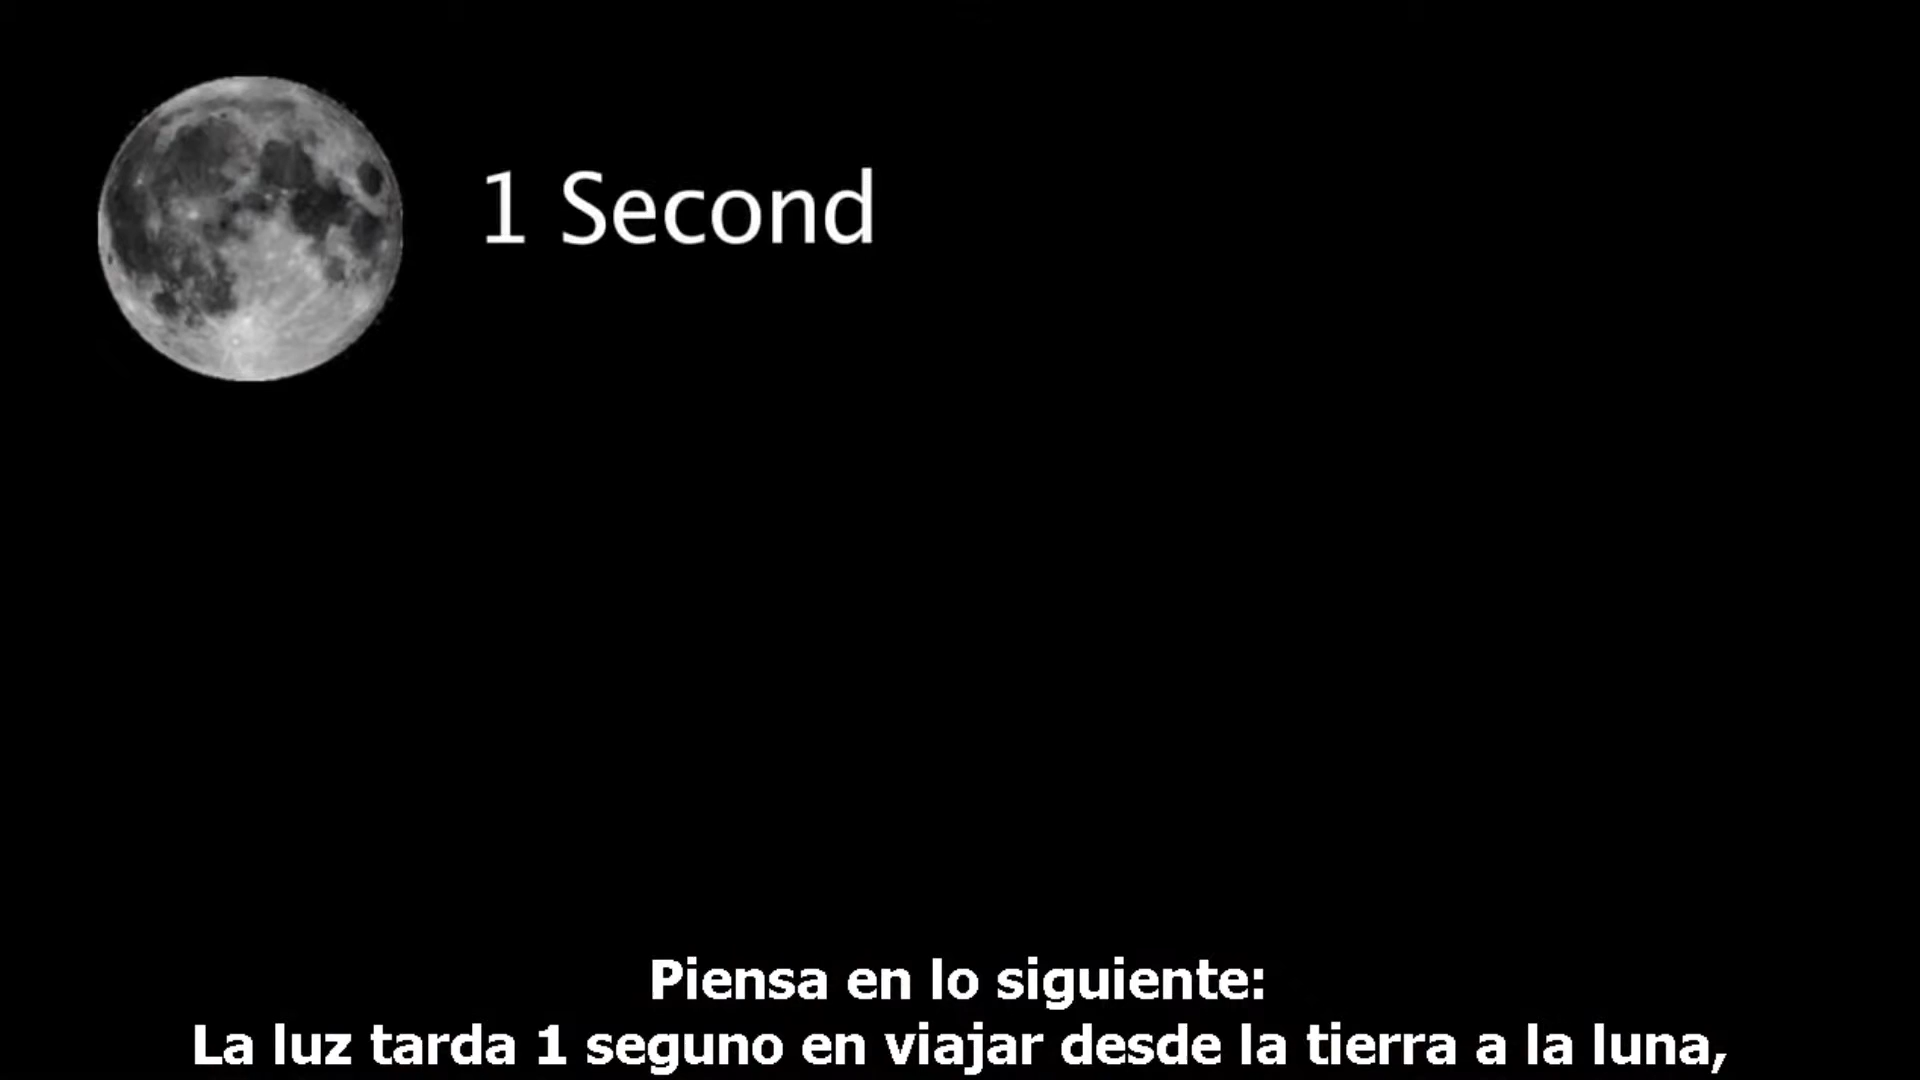 1 Second
Piensa en lo siguiente:
La luz tarda 1 seguno en viajar desde la tierra a la luna,